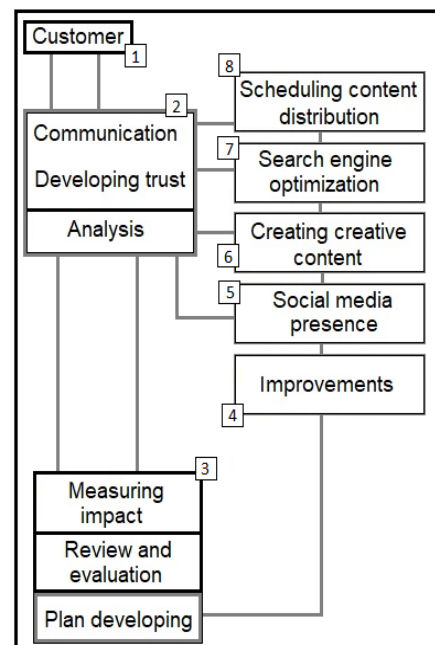 Customer
1
2
Communication
Developing trust
Analysis
8
Scheduling content
distribution
7
Search engine
optimization
Creating creative
content
6
5
Social media
presence
Improvements
4
3
Measuring
impact
Review and
evaluation
Plan developing